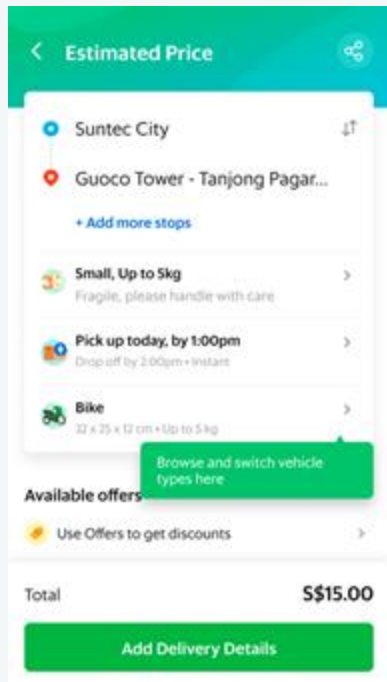 Estimated Price
Suntec City
Guoco Tower - Tanjong Pagar...
+ Add more stops
Small, Up to 5kg
Fragile, please handle with care
Pick up today, by 1:00pm
Drop off by 2:00pm • Instant
Bike
32 x 25 x 12 cm • Up to 5 kg
Browse and switch vehicle
types here
Available offers
Use Offers to get discounts
Total
S$15.00
Add Delivery Details